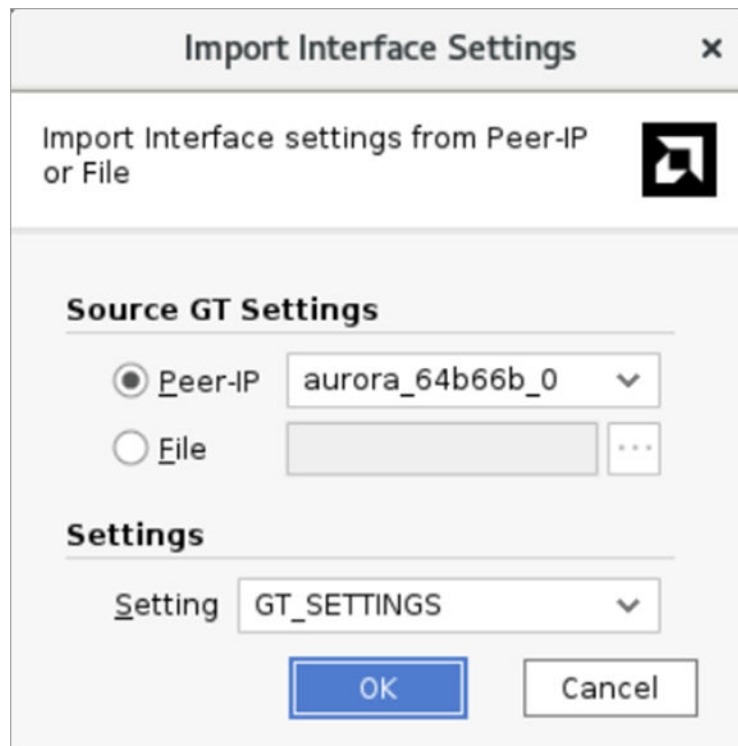 Import Interface Settings ×
Import Interface settings from Peer-IP
or File
Source GT Settings
Peer-IP aurora_64b66b_0
File ...
Settings
Setting GT_SETTINGS
OK Cancel